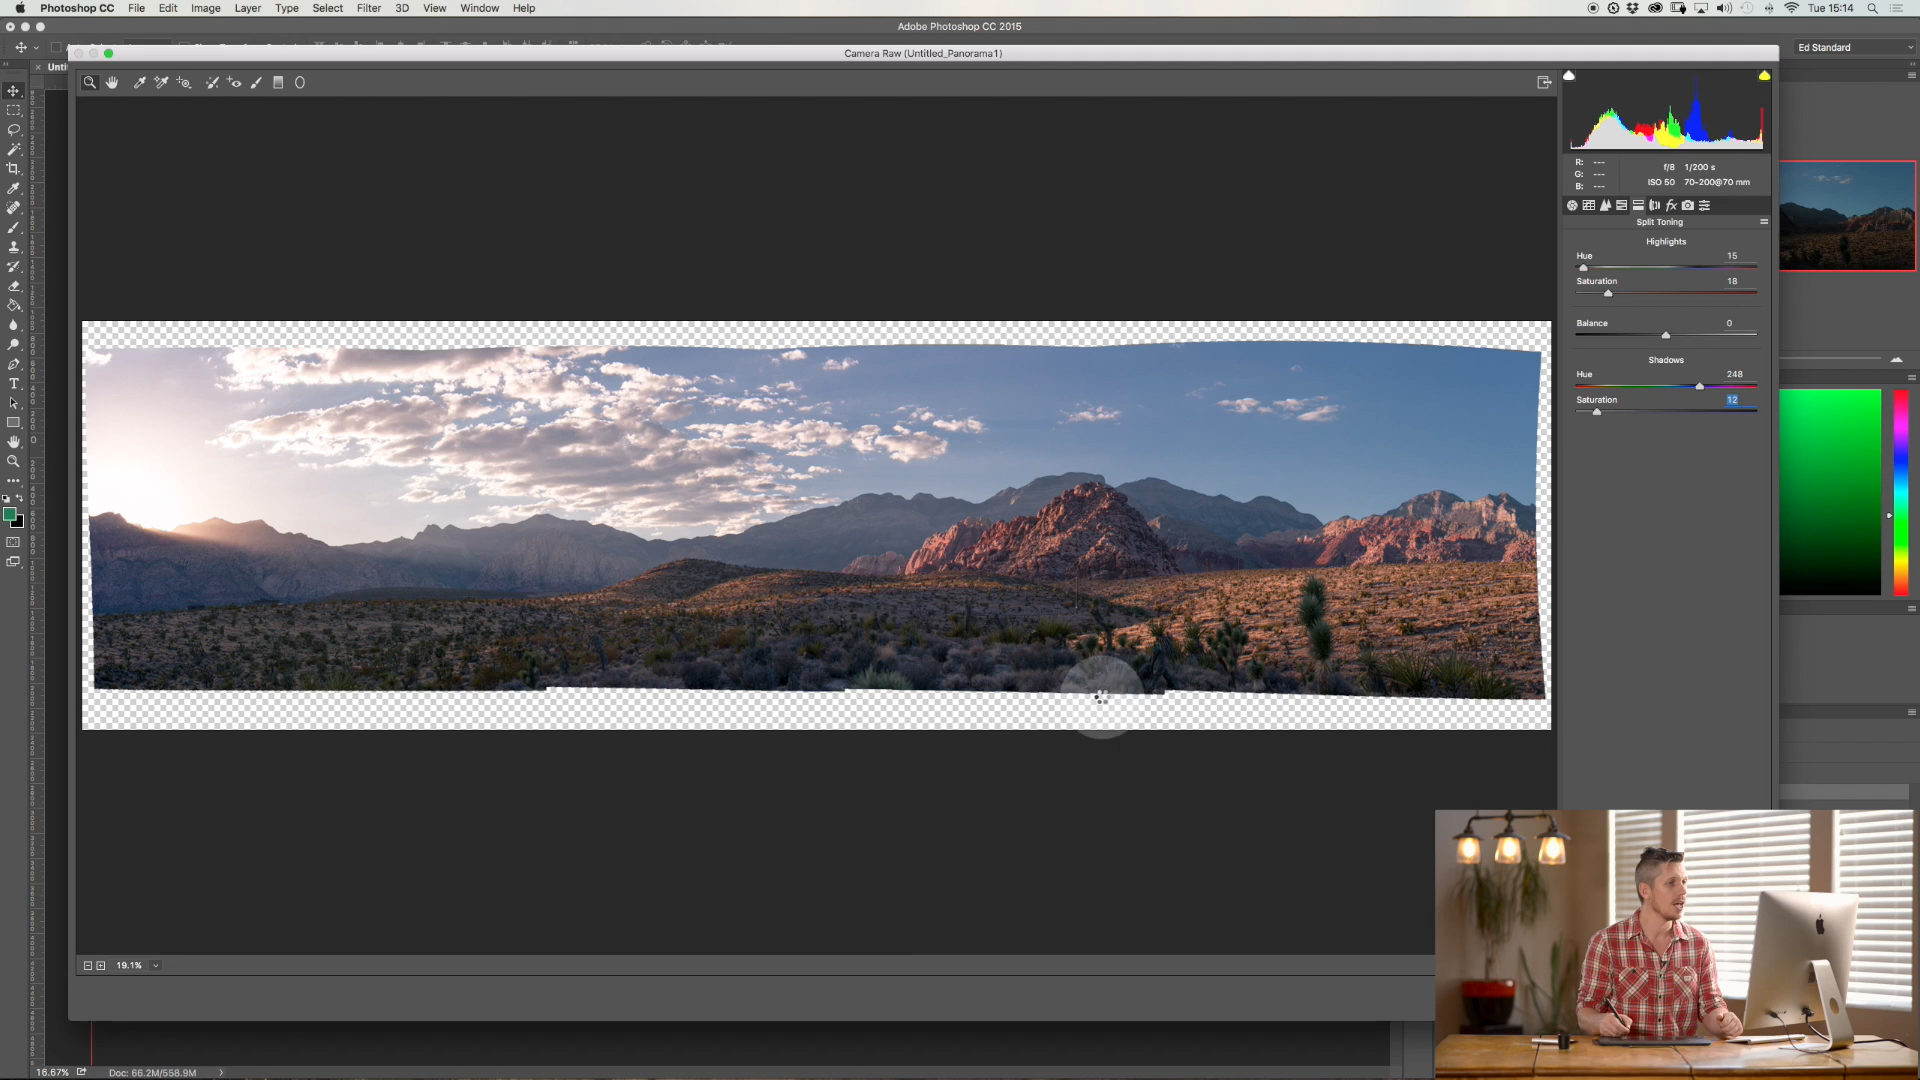 Photoshop CC File Edit Image Layer Type Select Filter 3D View Window Help Tue 15:14
Adobe Photoshop CC 2015
Ed Standard
Camera Raw (Untitled_Panorama1)
R: ---
G: ---
B: ---
f/8 1/200 s
ISO 50 70-200@70 mm
fx
Split Toning
Highlights
Hue 15
Saturation 18
Balance 0
Shadows
Hue 248
Saturation 12
19.1%
16.67% Doc: 66.2M/558.9M